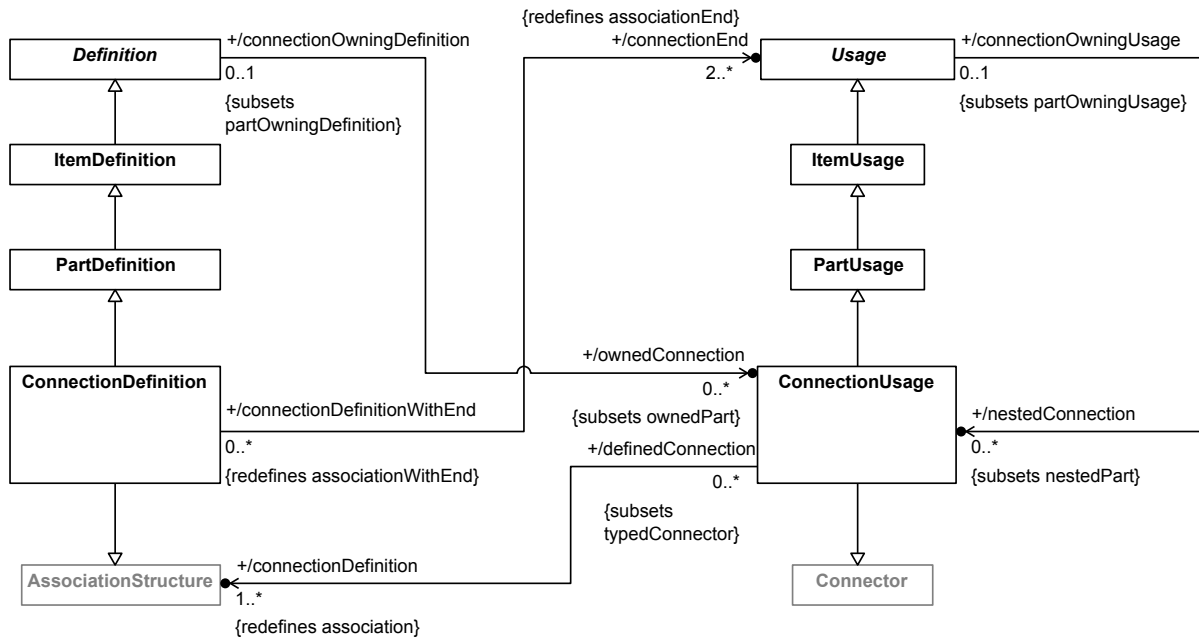 {redefines associationEnd}
+/connectionOwningDefinition
+/connectionEnd
+/connectionOwningUsage
Definition
Usage
0..1
2..*
0..1
{subsets
partOwningDefinition}
{subsets partOwningUsage}
ItemDefinition
ItemUsage
PartDefinition
PartUsage
+/ownedConnection
ConnectionDefinition
ConnectionUsage
0..*
+/connectionDefinitionWithEnd
+/nestedConnection
{subsets ownedPart}
0..*
0..*
+/definedConnection
{redefines associationWithEnd}
{subsets nestedPart}
0..*
{subsets
typedConnector}
+/connectionDefinition
AssociationStructure
Connector
1..*
{redefines association}